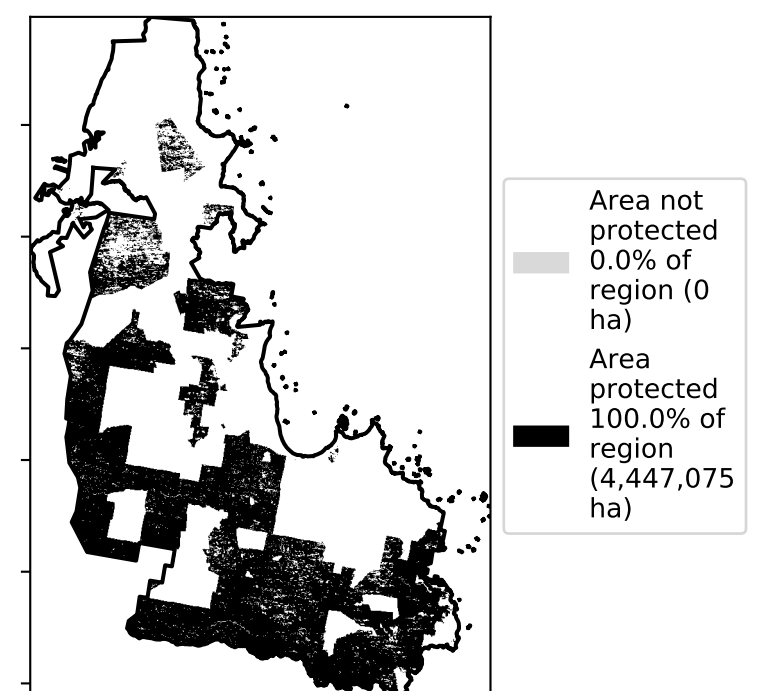 Area not
protected
0.0% of
region (0
ha)
Area
protected
100.0% of
region
(4,447,075
ha)